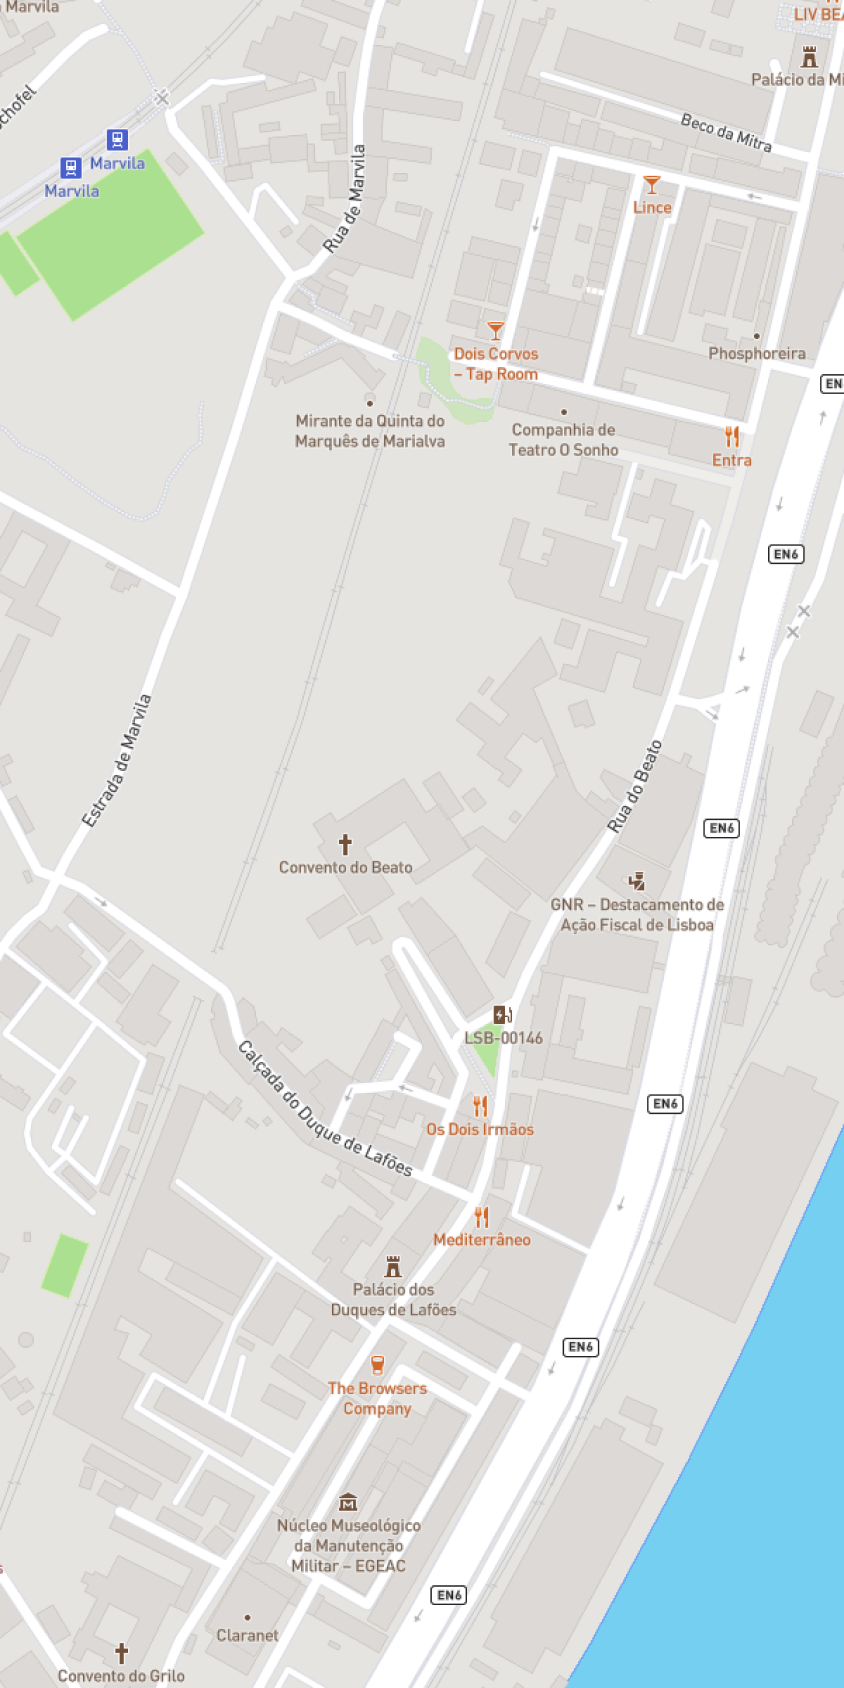 Marvila
LIV BEA
Palácio da Mi
Beco da Mitra
Marvila
Marvila
Rua de Marvila
Lince
Dois Corvos
– Tap Room
Phosphoreira
EN6
Mirante da Quinta do
Marquês de Marialva
Companhia de
Teatro O Sonho
Entra
EN6
Estrada de Marvila
Rua do Beato
EN6
Convento do Beato
GNR – Destacamento de
Ação Fiscal de Lisboa
LSB-00146
Calçada do Duque de Lafões
EN6
Os Dois Irmãos
Mediterrâneo
Palácio dos
Duques de Lafões
EN6
The Browsers
Company
Núcleo Museológico
da Manutenção
Militar – EGEAC
EN6
Claranet
Convento do Grilo